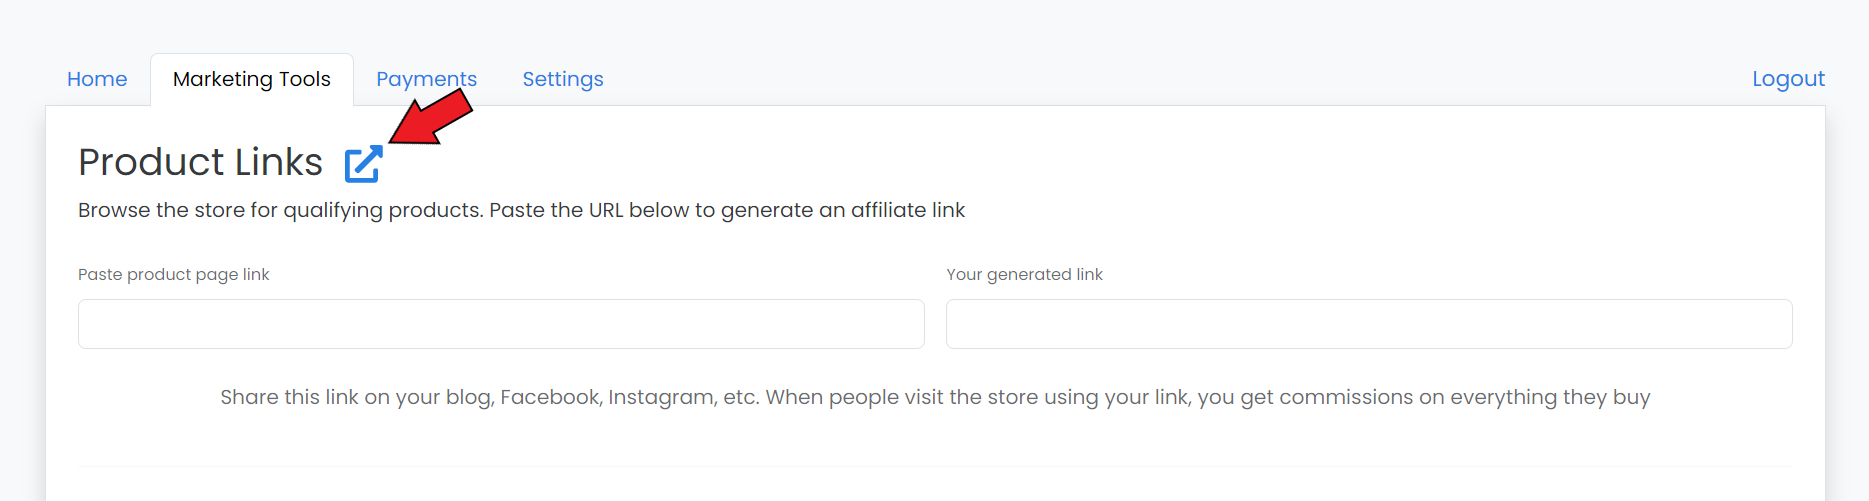 Home Marketing Tools Payments Settings Logout
Product Links
Browse the store for qualifying products. Paste the URL below to generate an affiliate link
Paste product page link Your generated link
Share this link on your blog, Facebook, Instagram, etc. When people visit the store using your link, you get commissions on everything they buy